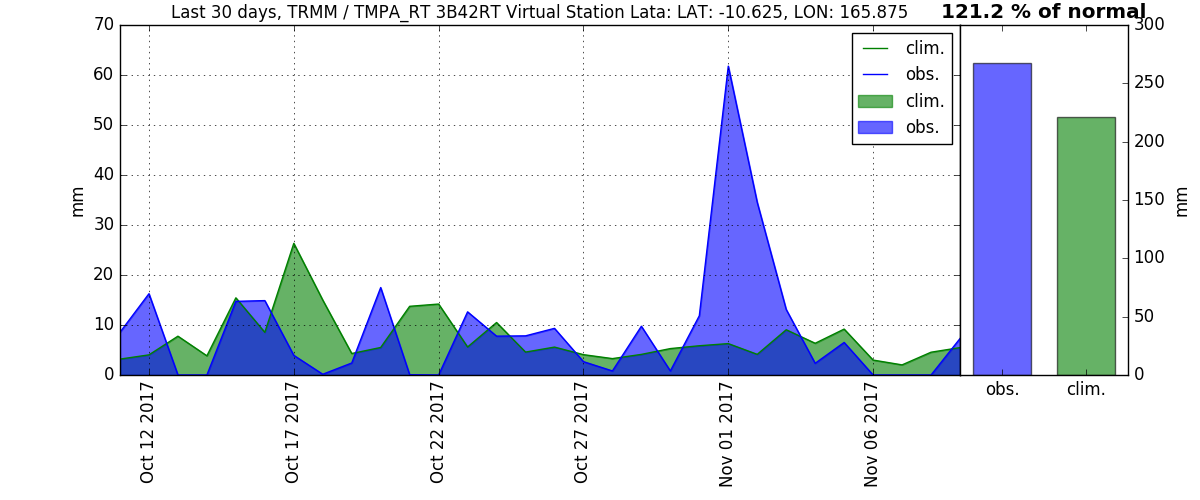 Last 30 days, TRMM / TMPA_RT 3B42RT Virtual Station Lata: LAT: -10.625, LON: 165.875
121.2 % of normal
70
60
50
40
30
20
10
0
mm
clim.
obs.
clim.
obs.
Oct 12 2017
Oct 17 2017
Oct 22 2017
Oct 27 2017
Nov 01 2017
Nov 06 2017
300
250
200
150
100
50
0
mm
obs.
clim.